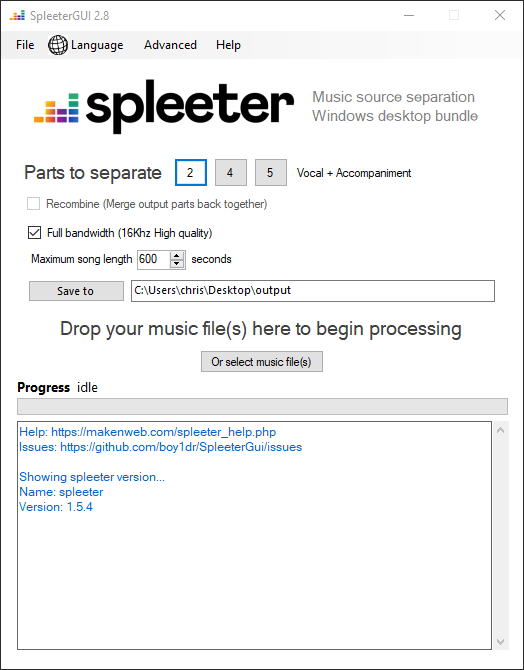 SpleeterGUI 2.8
File Language Advanced Help
spleeter
Music source separation
Windows desktop bundle
Parts to separate 2 4 5 Vocal + Accompaniment
Recombine (Merge output parts back together)
Full bandwidth (16Khz High quality)
Maximum song length 600 seconds
Save to C:\Users\chris\Desktop\output
Drop your music file(s) here to begin processing
Or select music file(s)
Progress idle
Help: https://makenweb.com/spleeter_help.php
Issues: https://github.com/boy1dr/SpleeterGui/issues
Showing spleeter version...
Name: spleeter
Version: 1.5.4